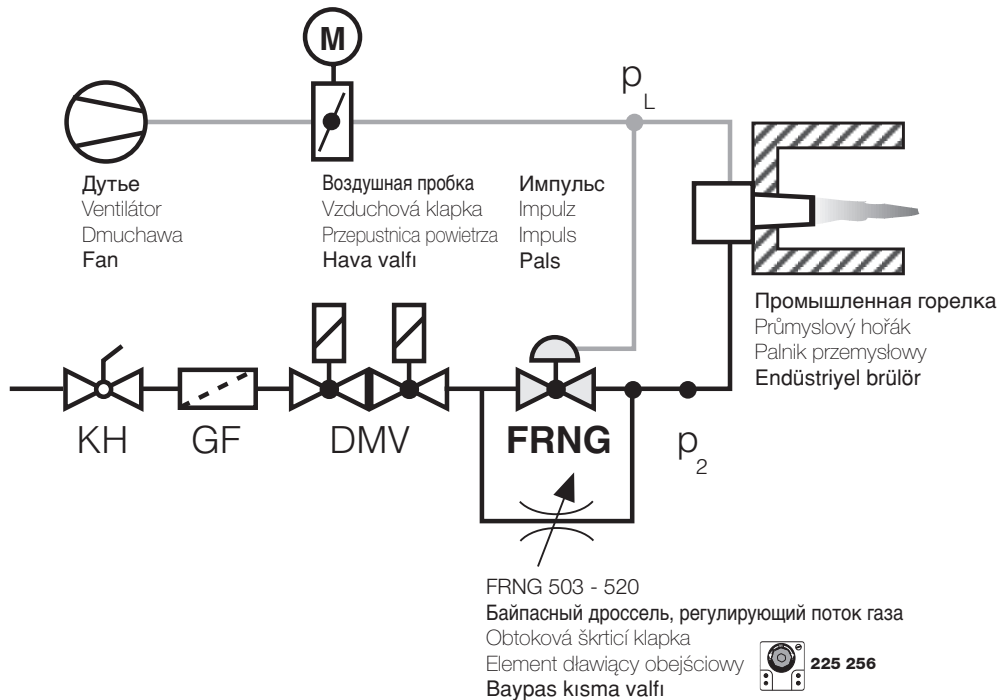 M
p
L
Дутье
Ventilátor
Dmuchawa
Fan
Воздушная пробка
Vzduchová klapka
Przepustnica powietrza
Hava valfı
Импульс
Impulz
Impuls
Pals
Промышленная горелка
Průmyslový hořák
Palnik przemysłowy
Endüstriyel brülör
KH
GF
DMV
FRNG
p
2
FRNG 503 - 520
Байпасный дроссель, регулирующий поток газа
Obtoková škrticí klapka
Element dławiący obejściowy
225 256
Baypas kısma valfı